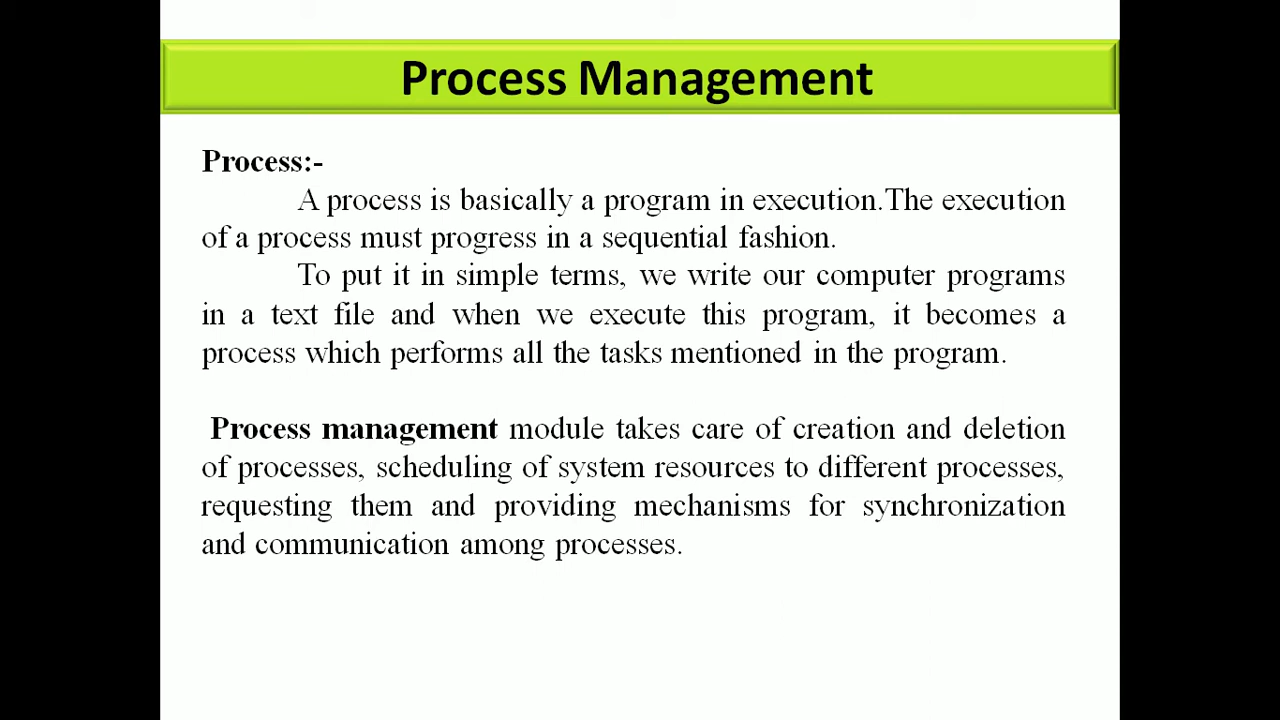 Process Management
Process:-
A process is basically a program in execution.The execution
of a process must progress in a sequential fashion.
To put it in simple terms, we write our computer programs
in a text file and when we execute this program, it becomes a
process which performs all the tasks mentioned in the program.
Process management module takes care of creation and deletion
of processes, scheduling of system resources to different processes,
requesting them and providing mechanisms for synchronization
and communication among processes.